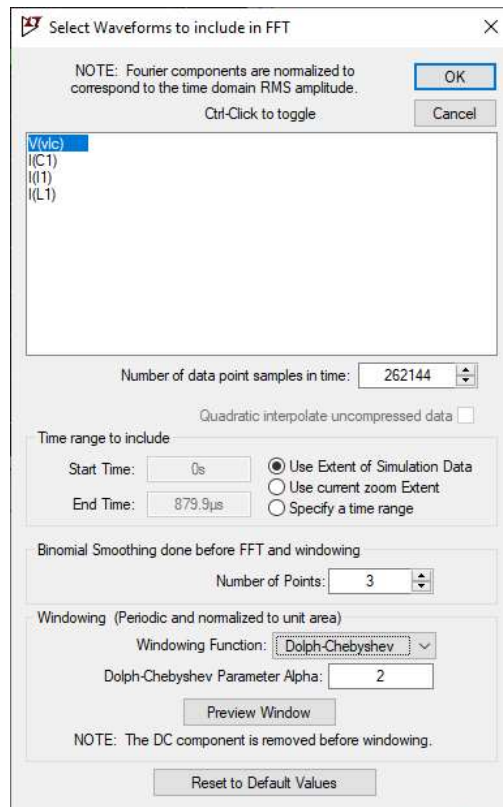 Select Waveforms to include in FFT
NOTE: Fourier components are normalized to
correspond to the time domain RMS amplitude.
OK
Ctrl-Click to toggle
Cancel
V(vlc)
I(C1)
I(I1)
I(L1)
Number of data point samples in time: 262144
Quadratic interpolate uncompressed data
Time range to include
Start Time: 0s
Use Extent of Simulation Data
Use current zoom Extent
End Time: 879.9µs
Specify a time range
Binomial Smoothing done before FFT and windowing
Number of Points: 3
Windowing (Periodic and normalized to unit area)
Windowing Function: Dolph-Chebyshev
Dolph-Chebyshev Parameter Alpha: 2
Preview Window
NOTE: The DC component is removed before windowing.
Reset to Default Values